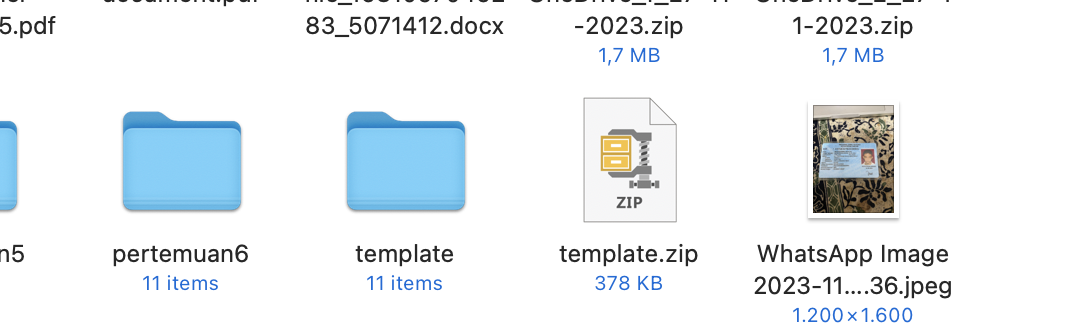 5.pdf
83_5071412.docx
-2023.zip
1-2023.zip
1,7 MB
1,7 MB
ZIP
n5
pertemuan6
template
template.zip
WhatsApp Image
11 items
11 items
378 KB
2023-11....36.jpeg
1.200×1.600